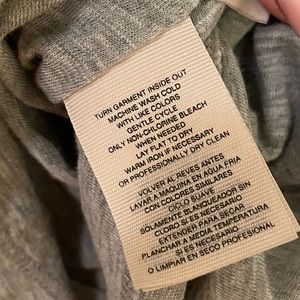 TURN GARMENT INSIDE OUT
MACHINE WASH COLD
WITH LIKE COLORS
GENTLE CYCLE
ONLY NON-CHLORINE BLEACH
WHEN NEEDED
LAY FLAT TO DRY
WARM IRON IF NECESSARY
OR PROFESSIONALLY DRY CLEAN
VOLVER AL REVES ANTES
LAVAR A MAQUINA EN AGUA FRIA
CON COLORES SIMILARES
CICLO SUAVE
SOLAMENTE BLANQUEADOR SIN
CLORO SI ES NECESARIO
EXTENDER PARA SECAR
PLANCHAR A MEDIA TEMPERATURA
SI ES NECESARIO
O LIMPIAR EN SECO PROFESIONAL